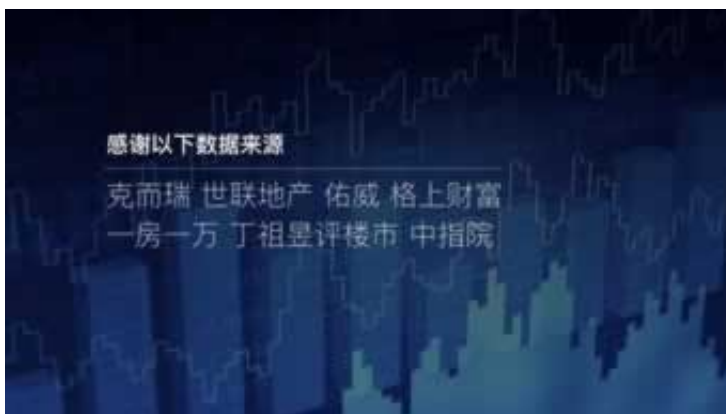 感谢以下数据来源
克而瑞 世联地产 佑威 格上财富
一房一万 丁祖昱评楼市 中指院